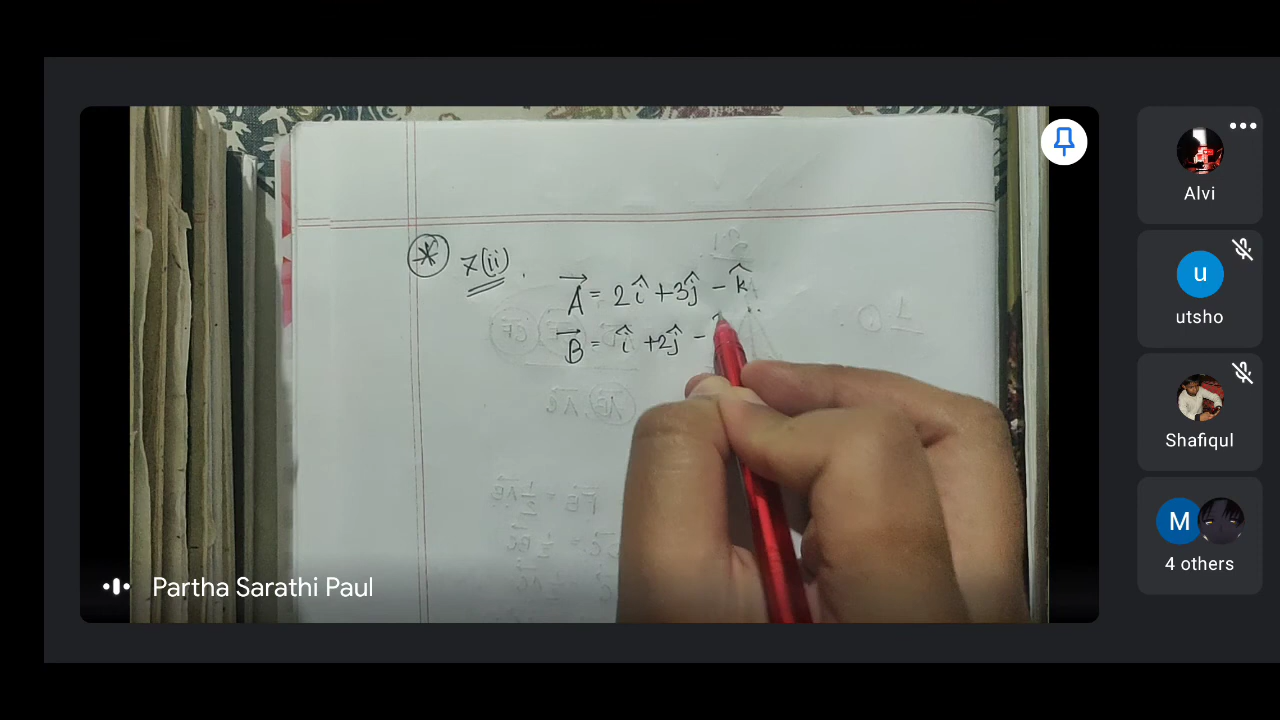 * 7(ii).
A⃗ = 2î + 3ĵ - k̂
B⃗ = î + 2ĵ -
Partha Sarathi Paul
Alvi
u
utsho
Shafiqul
M
4 others